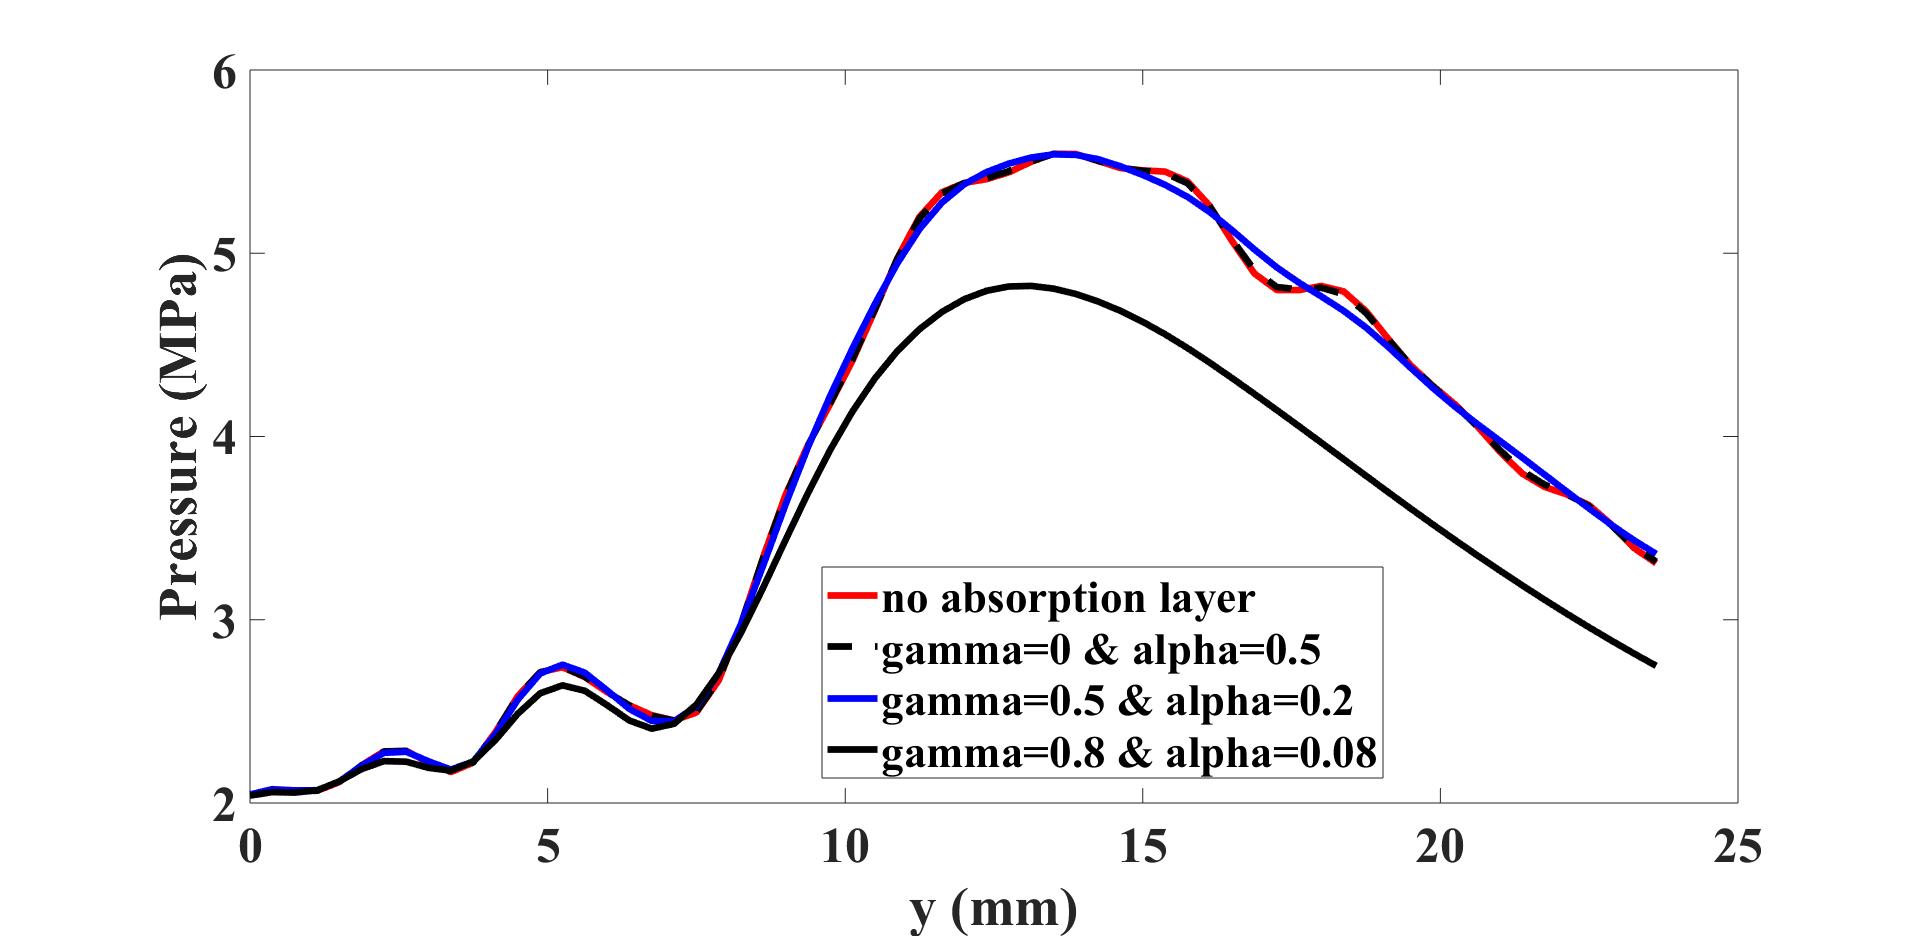 6
5
4
3
2
Pressure (MPa)
no absorption layer
gamma=0 & alpha=0.5
gamma=0.5 & alpha=0.2
gamma=0.8 & alpha=0.08
0 5 10 15 20 25
y (mm)